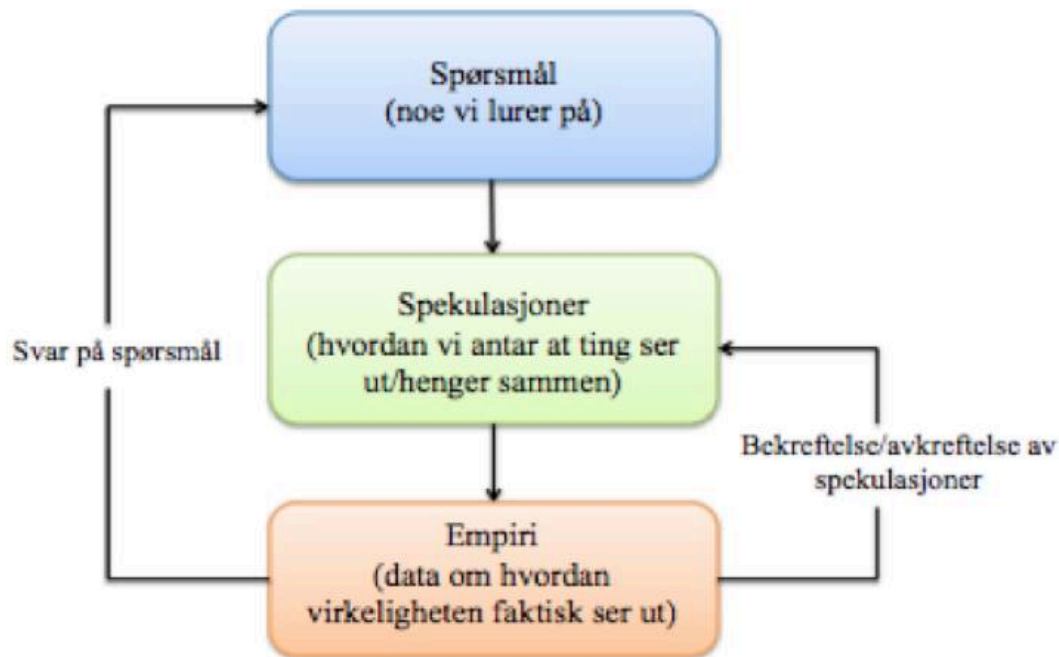 Spørsmål
(noe vi lurer på)
Spekulasjoner
(hvordan vi antar at ting ser
ut/henger sammen)
Svar på spørsmål
Bekreftelse/avkreftelse av
spekulasjoner
Empiri
(data om hvordan
virkeligheten faktisk ser ut)